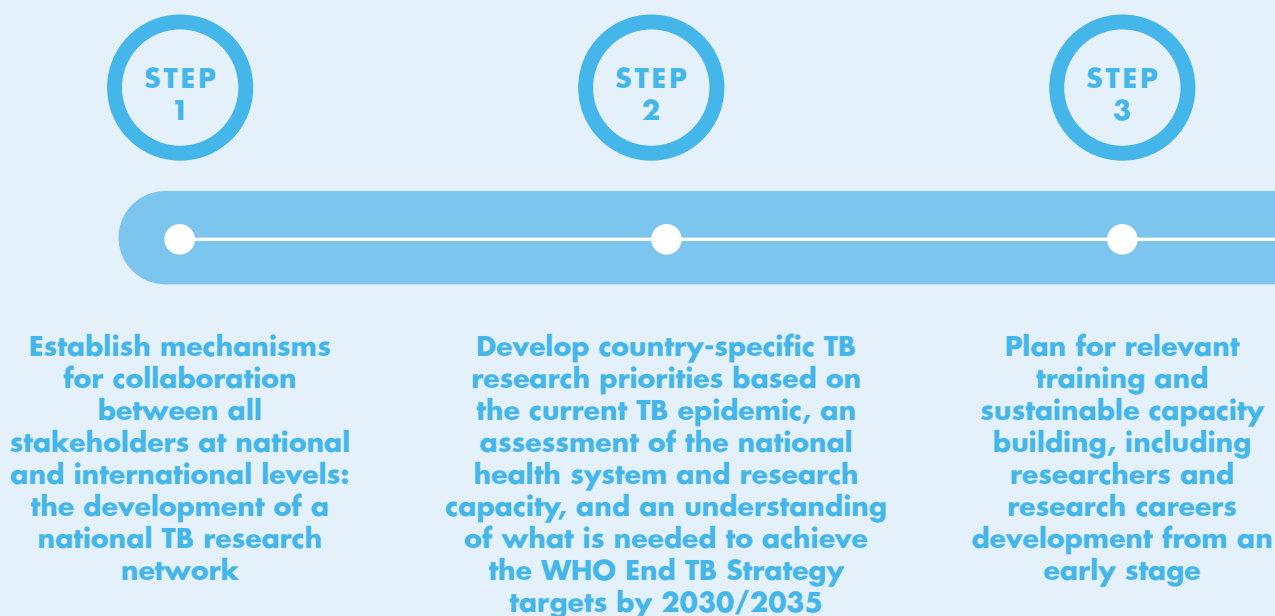 STEP
1
STEP
2
STEP
3
Establish mechanisms
for collaboration
between all
stakeholders at national
and international levels:
the development of a
national TB research
network
Develop country-specific TB
research priorities based on
the current TB epidemic, an
assessment of the national
health system and research
capacity, and an understanding
of what is needed to achieve
the WHO End TB Strategy
targets by 2030/2035
Plan for relevant
training and
sustainable capacity
building, including
researchers and
research careers
development from an
early stage